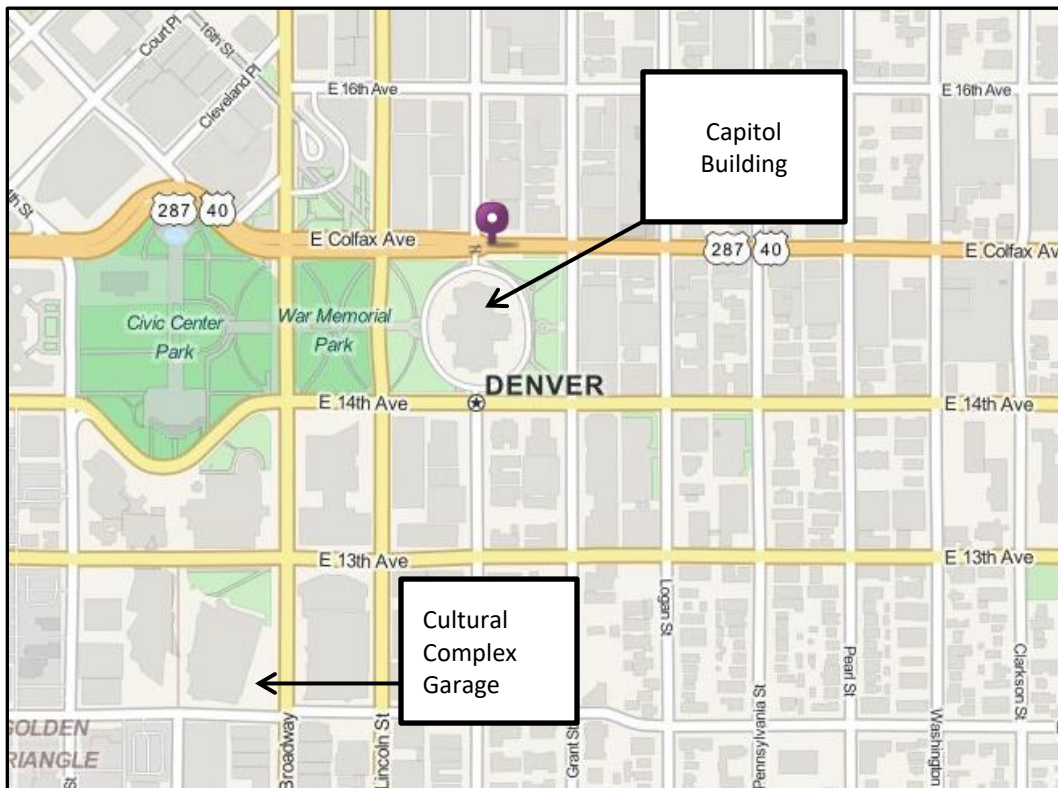 Court Pl
16th St
Cleveland Pl
E 16th Ave
E 16th Ave
Capitol
Building
287 40
E Colfax Ave
287 40
E Colfax Av
Civic Center
Park
War Memorial
Park
DENVER
E 14th Ave
E 14th Ave
E 13th Ave
E 13th Ave
Cultural
Complex
Garage
Broadway
Lincoln St
Grant St
Logan St
Pennsylvania St
Pearl St
Washington
Clarkson St
GOLDEN
RIANGLE
St